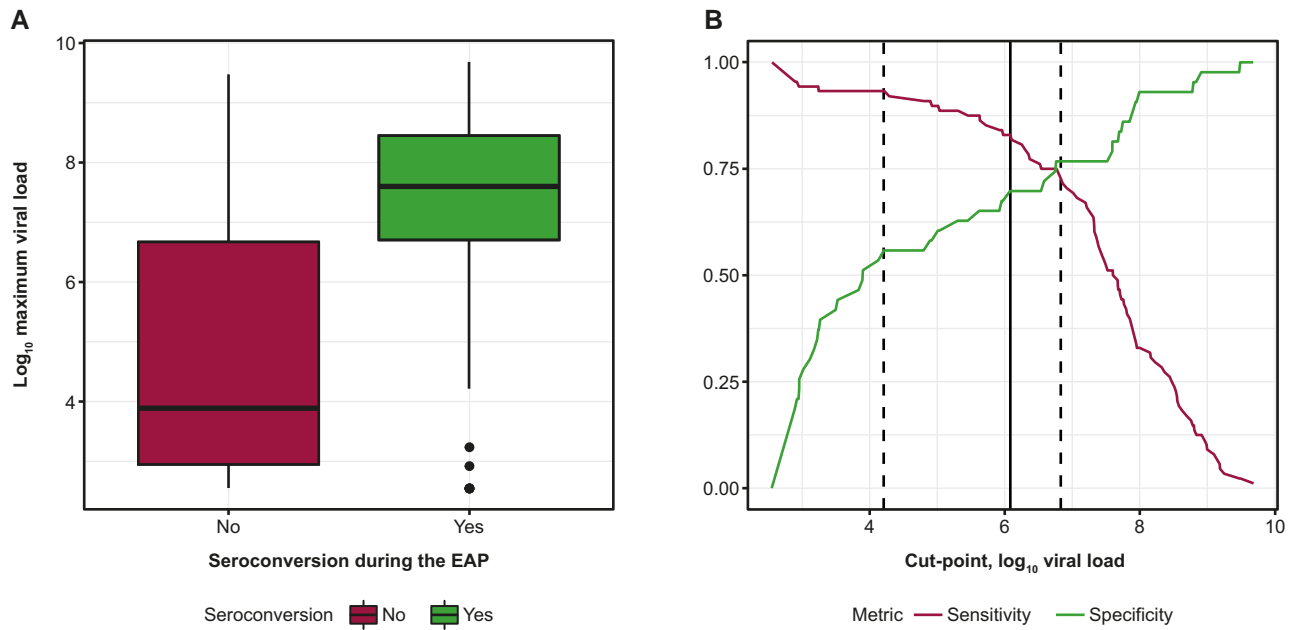 A
Log₁₀ maximum viral load
10
8
6
4
No Yes
Seroconversion during the EAP
Seroconversion No Yes
B
1.00
0.75
0.50
0.25
0.00
4 6 8 10
Cut-point, log₁₀ viral load
Metric Sensitivity Specificity